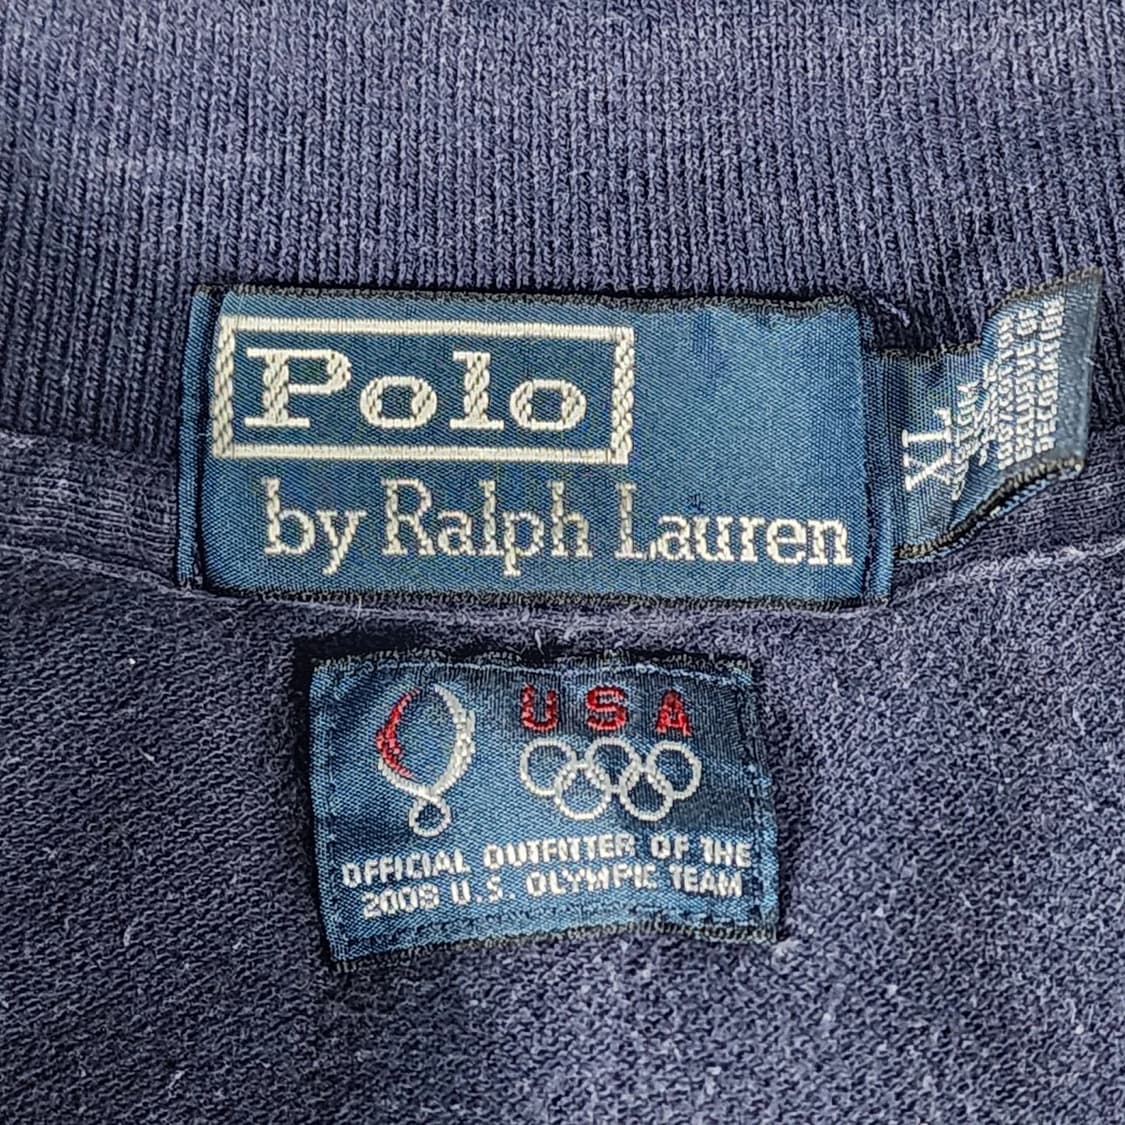 Polo
by Ralph Lauren
XL
USA
OFFICIAL OUTFITTER OF THE
2008 U.S. OLYMPIC TEAM